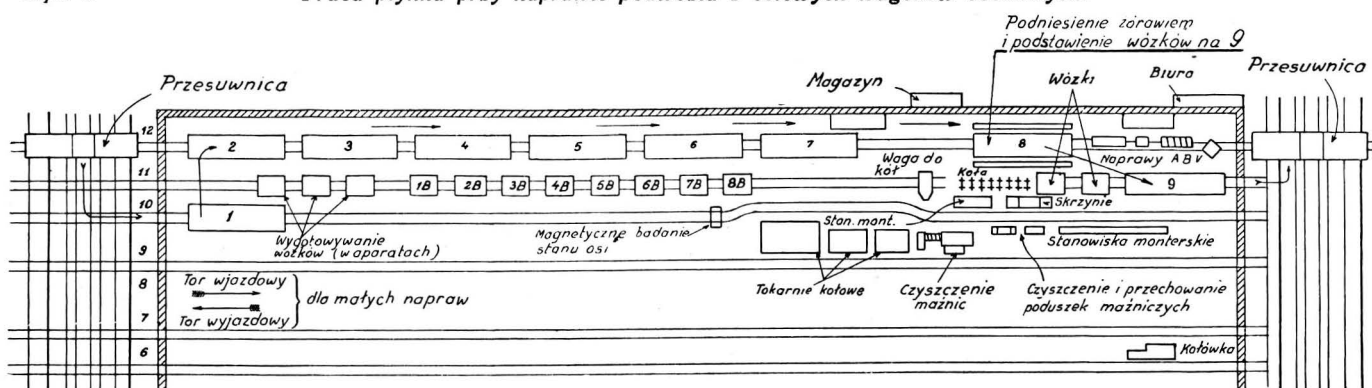 Podniesienie żórawiem
i podstawienie wózków na 9
Przesuwnica
Magazyn
Wózki
Biuro
Przesuwnica
12
2
3
4
5
6
7
8
Naprawy ABV
11
Waga do
kół
Koła
1B
2B
3B
4B
5B
6B
7B
8B
9
10
1
Skrzynie
Stan. mont.
Wygotowywanie
wózków (w aparatach)
Magnetyczne badanie
stanu osi
Stanowiska monterskie
9
Tokarnie kołowe
Czyszczenie
maźnic
Czyszczenie i przechowanie
poduszek maźniczych
8
Tor wjazdowy
dla małych napraw
Tor wyjazdowy
7
6
Kołówka